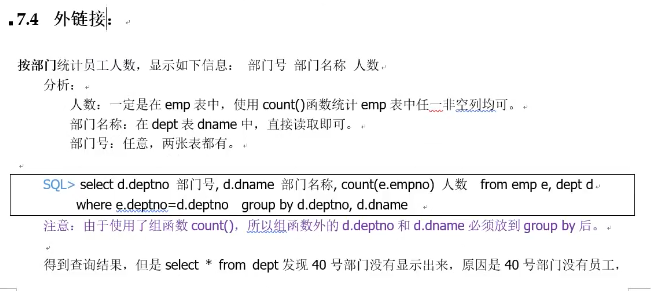 7.4 外链接：
按部门统计员工人数，显示如下信息： 部门号 部门名称 人数
分析：
人数：一定是在 emp 表中，使用 count()函数统计 emp 表中任一非空列均可。
部门名称：在 dept 表 dname 中，直接读取即可。
部门号：任意，两张表都有。
SQL> select d.deptno 部门号, d.dname 部门名称, count(e.empno) 人数 from emp e, dept d
where e.deptno=d.deptno group by d.deptno, d.dname
注意：由于使用了组函数 count()，所以组函数外的 d.deptno 和 d.dname 必须放到 group by 后。
得到查询结果，但是 select * from dept 发现 40 号部门没有显示出来，原因是 40 号部门没有员工，